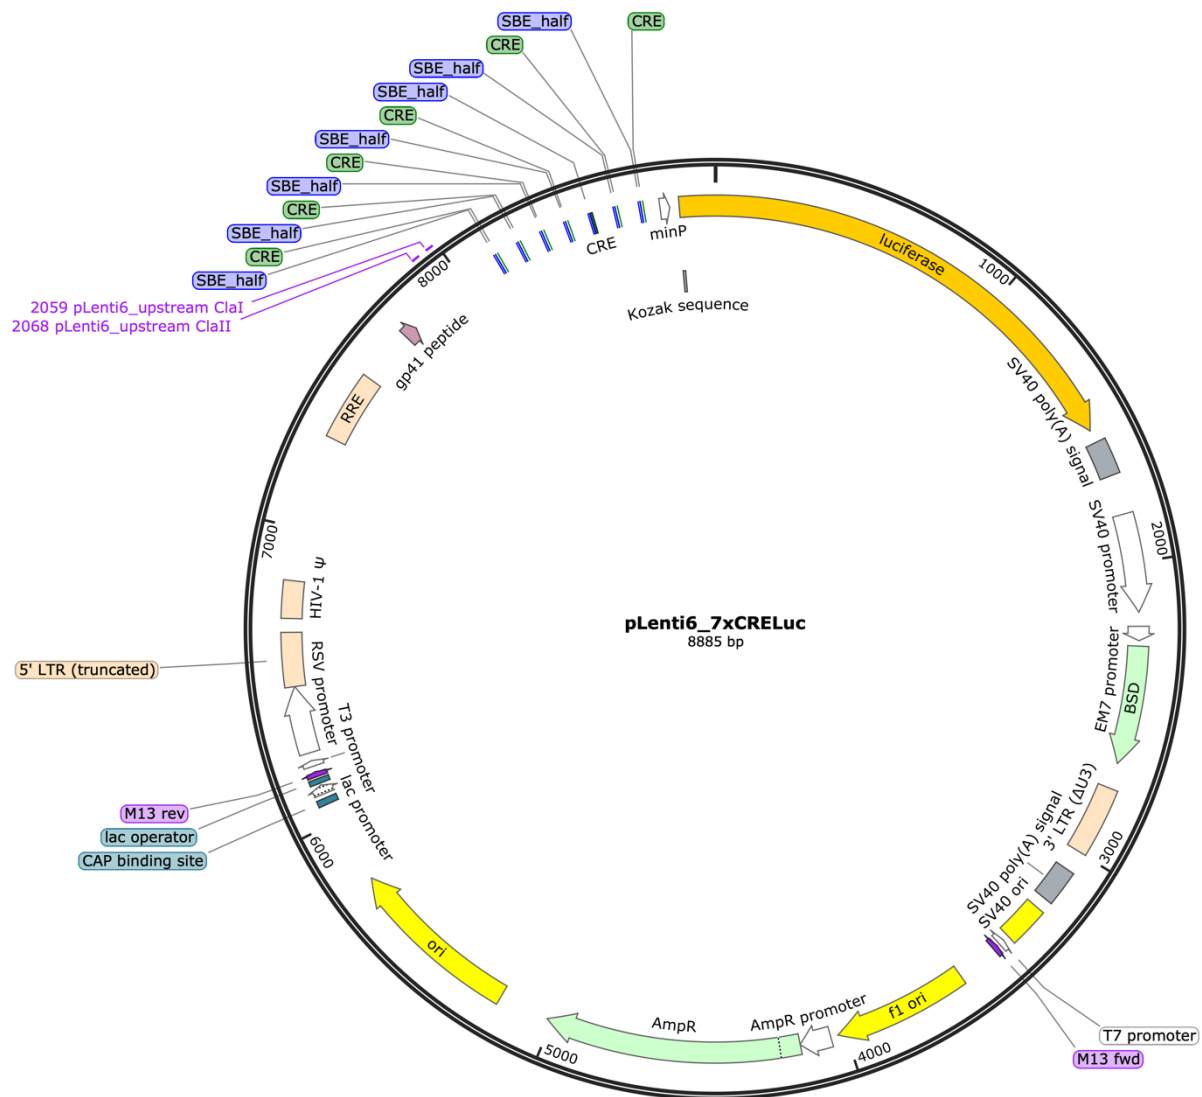 SBE_half
CRE
CRE
SBE_half
SBE_half
CRE
SBE_half
CRE
SBE_half
CRE
SBE_half
CRE
SBE_half
2059 pLenti6_upstream ClaI
2068 pLenti6_upstream ClaII
8000
CRE
minP
Kozak sequence
luciferase
1000
gp41 peptide
RRE
SV40 poly(A) signal
SV40 promoter
2000
7000
HIV-1 ψ
pLenti6_7xCRELuc
8885 bp
EM7 promoter
BSD
5' LTR (truncated)
RSV promoter
T3 promoter
lac promoter
M13 rev
lac operator
CAP binding site
6000
3' LTR (ΔU3)
3000
SV40 poly(A) signal
SV40 ori
ori
f1 ori
AmpR promoter
AmpR
T7 promoter
M13 fwd
4000
5000